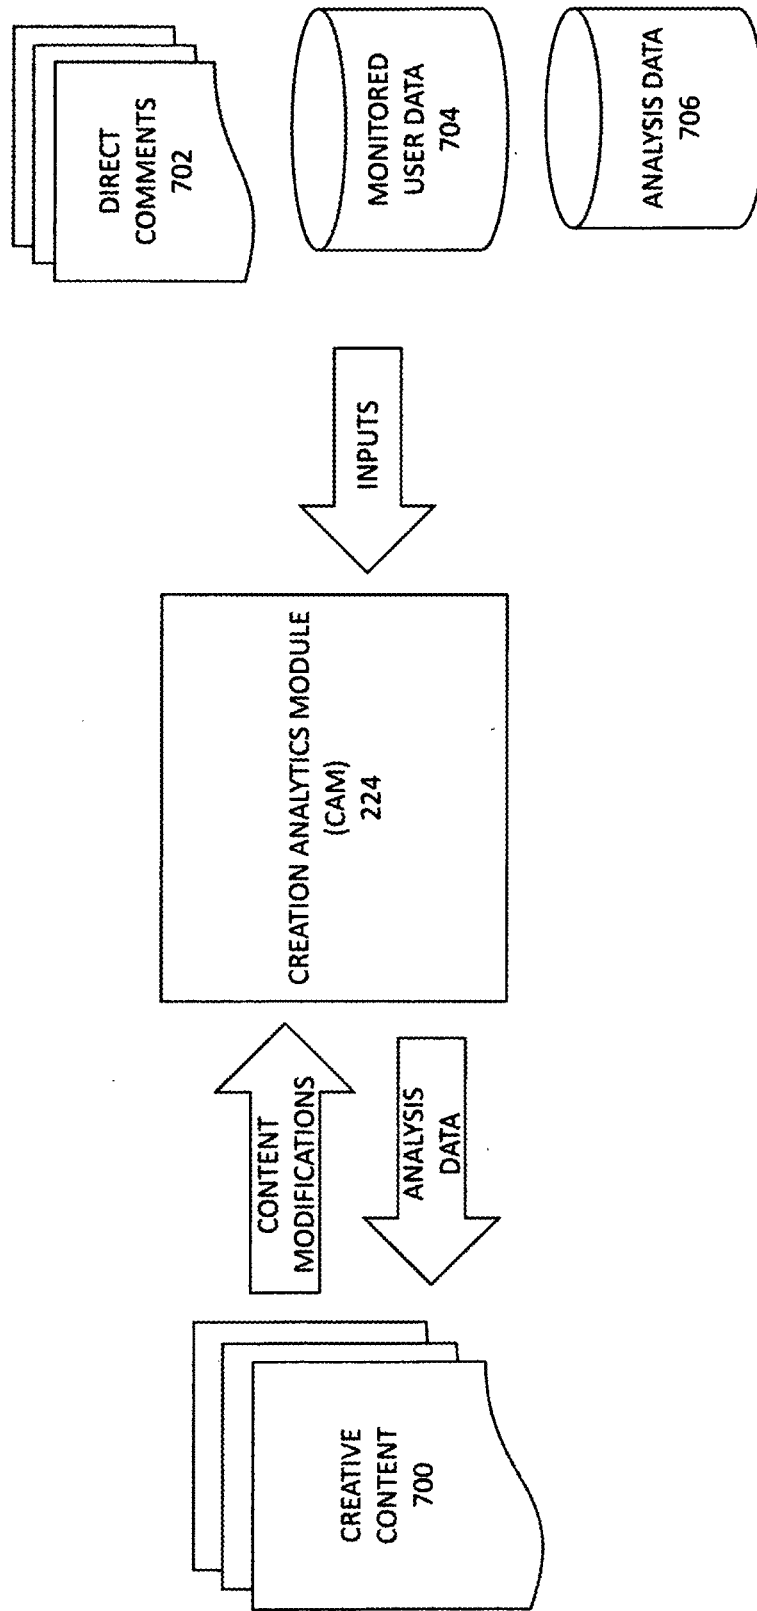 CREATIVE
CONTENT
700
CONTENT
MODIFICATIONS
ANALYSIS
DATA
CREATION ANALYTICS MODULE
(CAM)
224
INPUTS
DIRECT
COMMENTS
702
MONITORED
USER DATA
704
ANALYSIS DATA
706